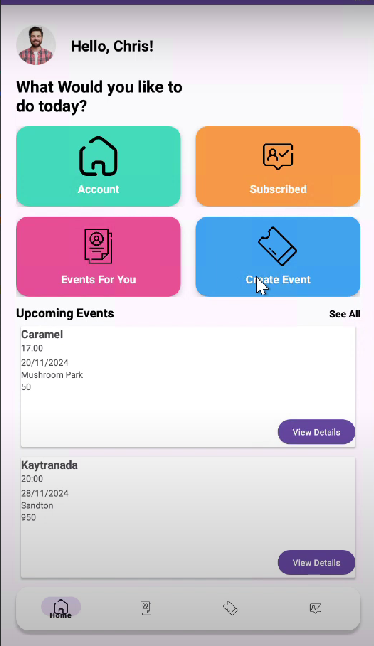 Hello, Chris!
What Would you like to
do today?
Account
Subscribed
Events For You
Create Event
Upcoming Events
See All
Caramel
17:00
20/11/2024
Mushroom Park
50
View Details
Kaytranada
20:00
28/11/2024
Sandton
950
View Details
Home